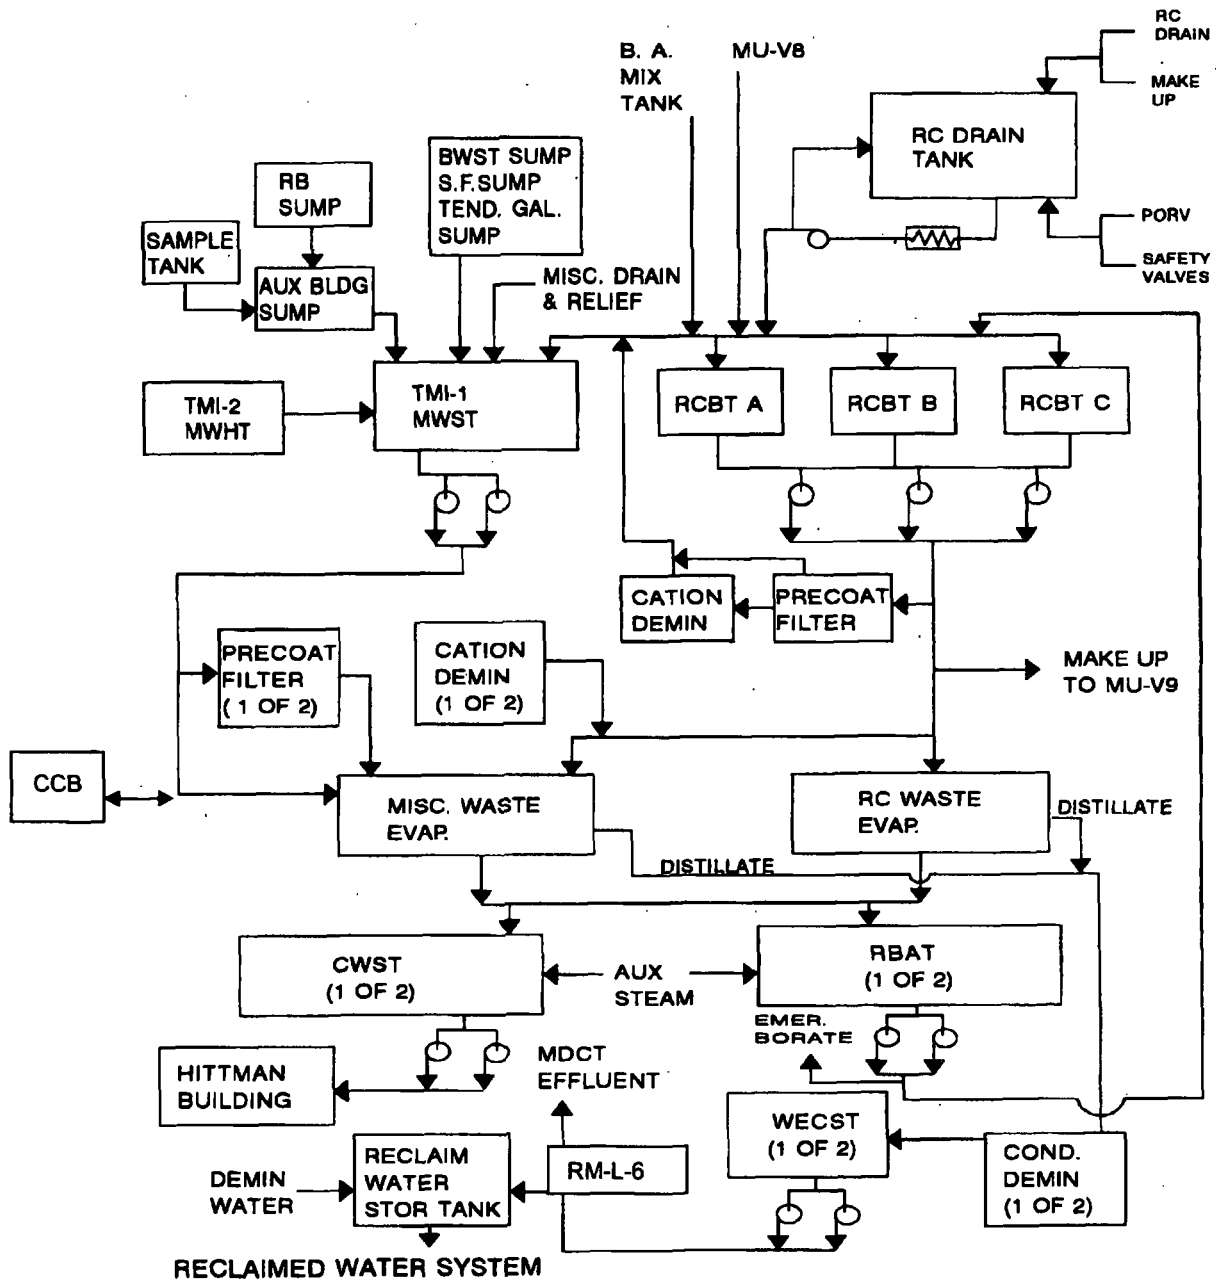 RC
DRAIN
MAKE
UP
B. A.
MIX
TANK
MU-V8
RC DRAIN
TANK
BWST SUMP
S.F.SUMP
TEND. GAL.
SUMP
RB
SUMP
SAMPLE
TANK
AUX BLDG
SUMP
MISC. DRAIN
& RELIEF
PORV
SAFETY
VALVES
TMI-2
MWHT
TMI-1
MWST
RCBT A
RCBT B
RCBT C
CATION
DEMIN
PRECOAT
FILTER
PRECOAT
FILTER
( 1 OF 2)
CATION
DEMIN
(1 OF 2)
MAKE UP
TO MU-V9
CCB
MISC. WASTE
EVAP.
RC WASTE
EVAP.
DISTILLATE
DISTILLATE
CWST
(1 OF 2)
AUX
STEAM
RBAT
(1 OF 2)
EMER.
BORATE
HITTMAN
BUILDING
MDCT
EFFLUENT
WECST
(1 OF 2)
COND.
DEMIN
(1 OF 2)
DEMIN
WATER
RECLAIM
WATER
STOR TANK
RM-L-6
RECLAIMED WATER SYSTEM